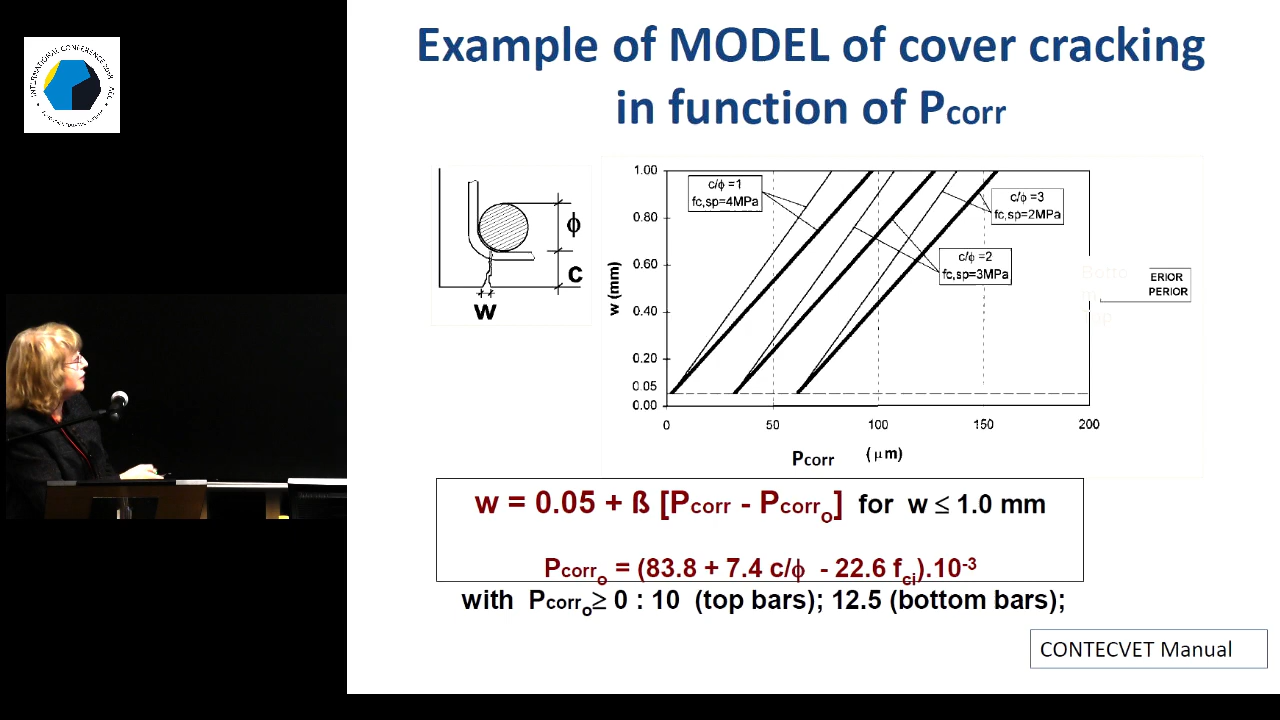 Example of MODEL of cover cracking
in function of Pcorr
INTERNATIONAL CONFERENCE
ϕ
c
w
w (mm)
1.00
0.80
0.60
0.40
0.20
0.05
0.00
c/ϕ =1
fc,sp=4MPa
c/ϕ =3
fc,sp=2MPa
c/ϕ =2
fc,sp=3MPa
ERIOR
PERIOR
0 50 100 150 200
Pcorr (μm)
w = 0.05 + ß [Pcorr - Pcorro] for w ≤ 1.0 mm
Pcorro = (83.8 + 7.4 c/ϕ - 22.6 fci).10-3
with Pcorro≥ 0 : 10 (top bars); 12.5 (bottom bars);
CONTECVET Manual